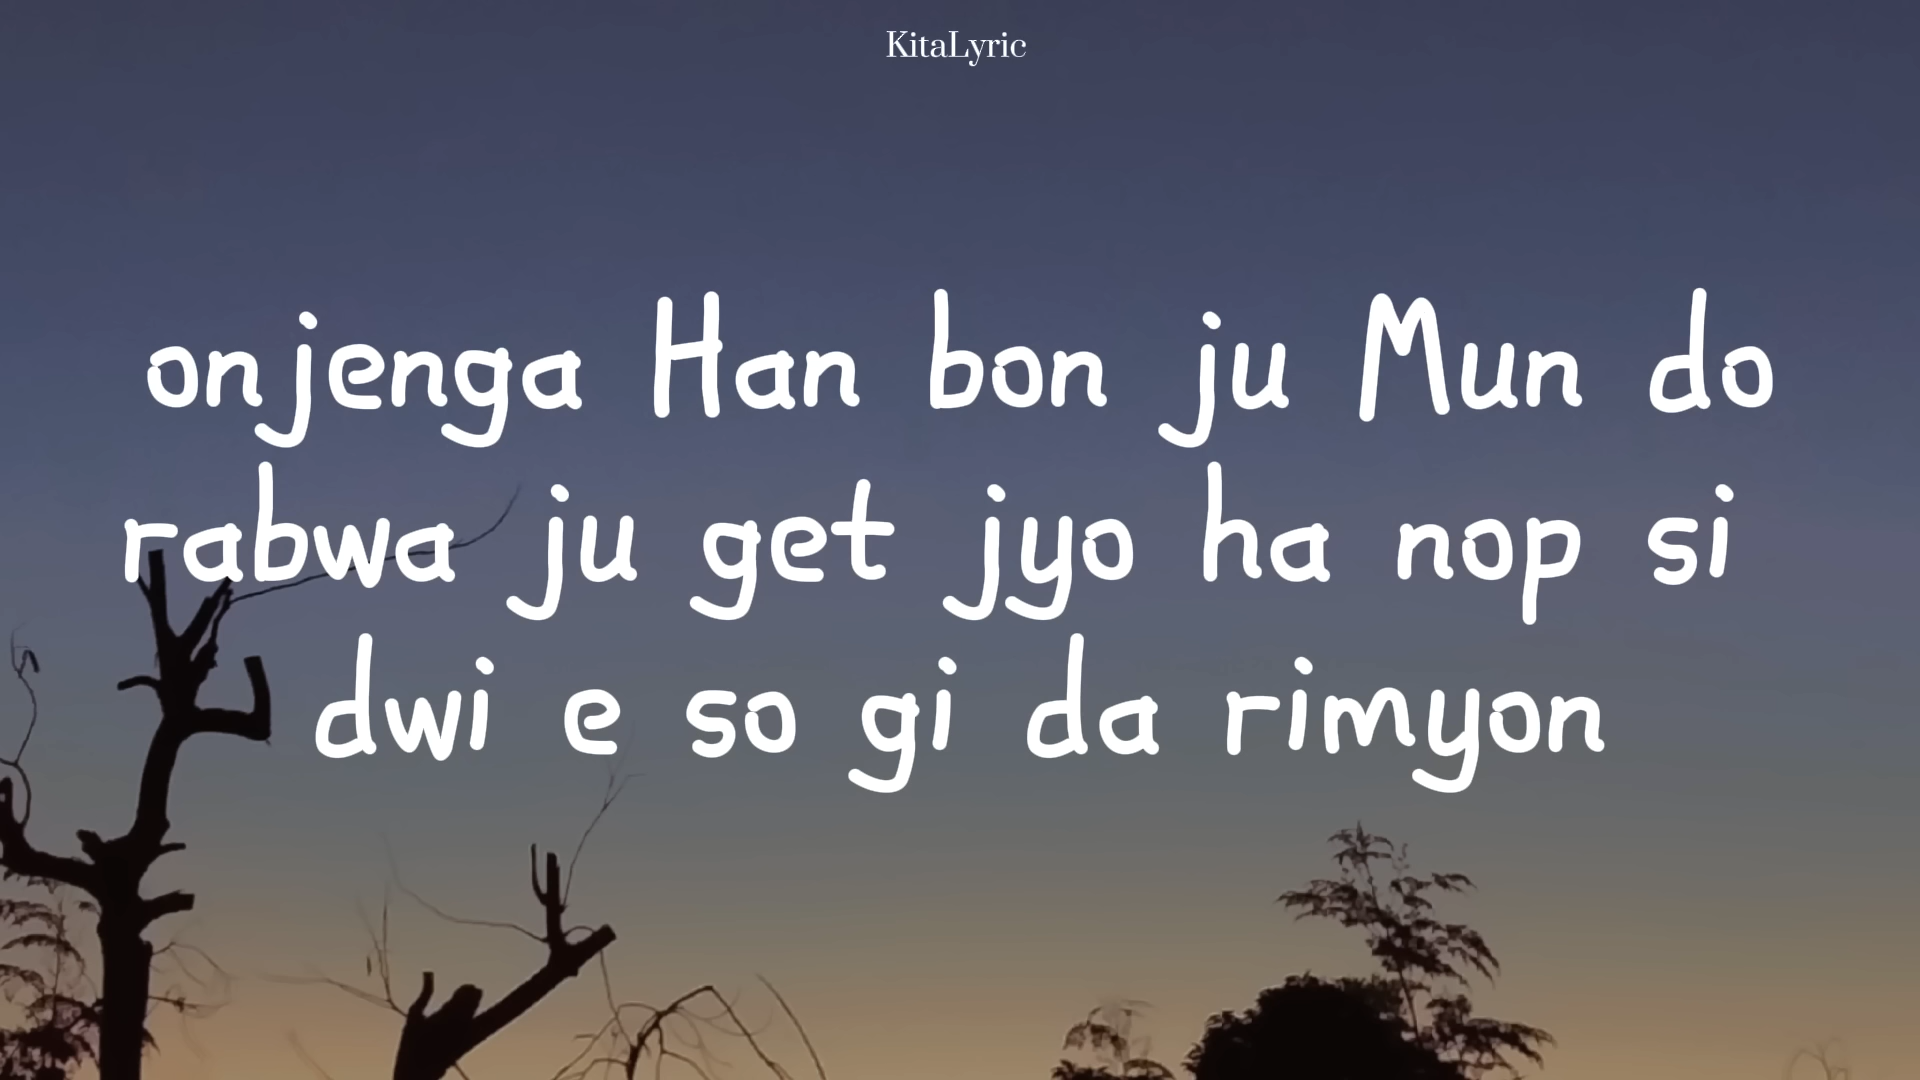 KitaLyric
onjenga Han bon ju Mun do
rabwa ju get jyo ha nop si
dwi e so gi da rimyon